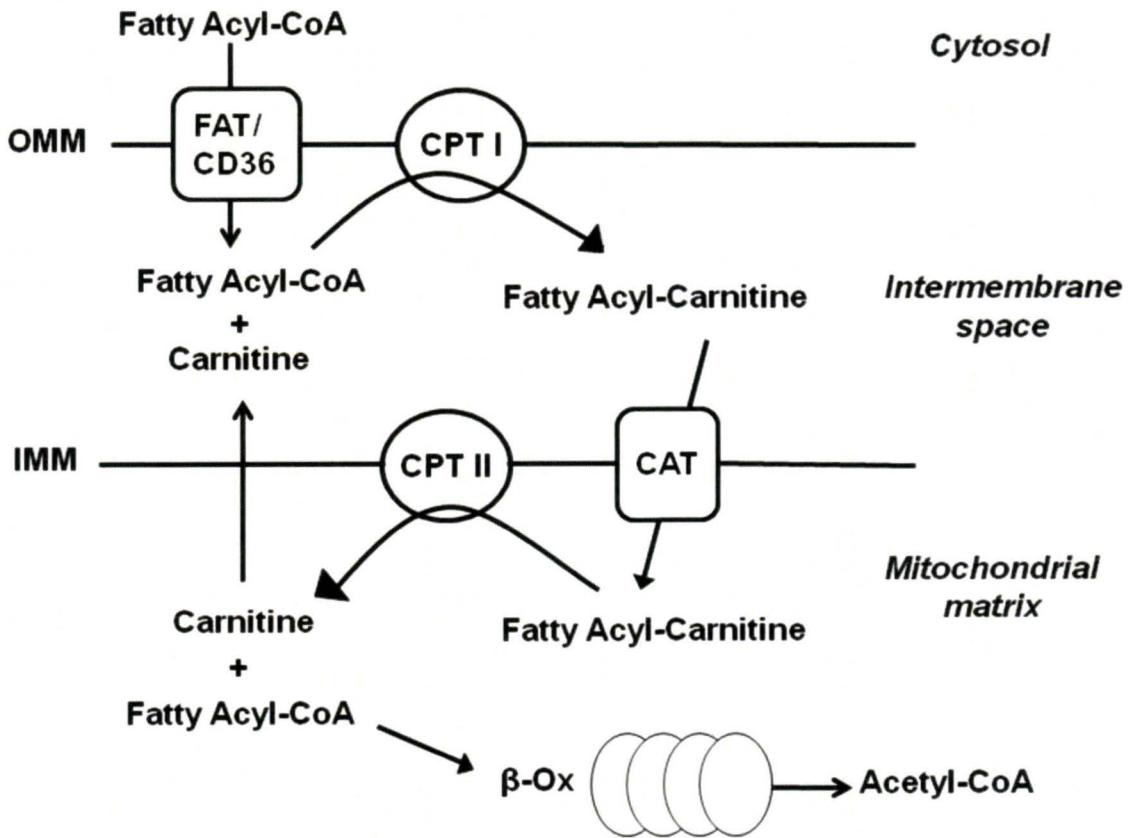 Fatty Acyl-CoA
Cytosol
OMM
FAT/
CD36
CPT I
Fatty Acyl-CoA
+
Carnitine
Fatty Acyl-Carnitine
Intermembrane
space
IMM
CPT II
CAT
Mitochondrial
matrix
Carnitine
+
Fatty Acyl-CoA
Fatty Acyl-Carnitine
β-Ox
Acetyl-CoA